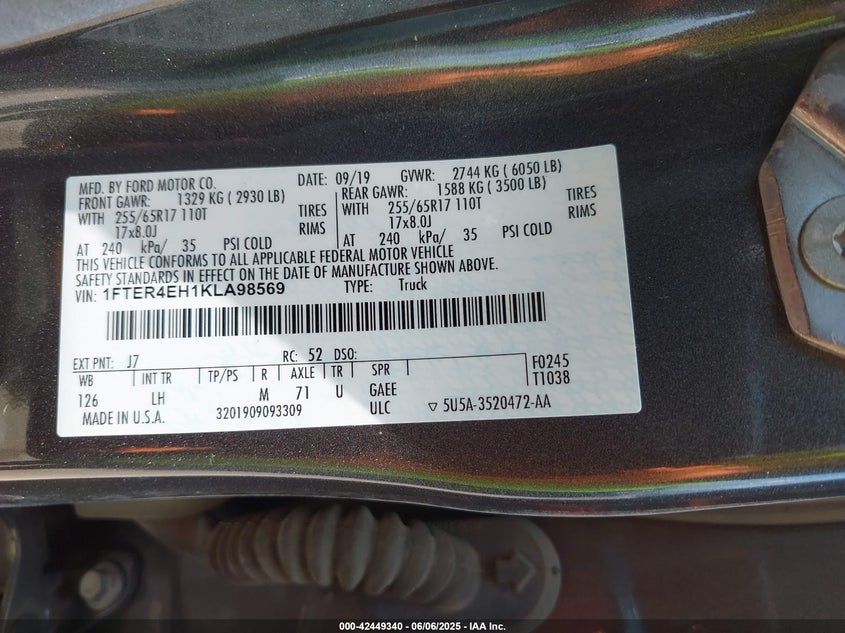 MFD. BY FORD MOTOR CO. DATE: 09/19 GVWR: 2744 KG ( 6050 LB)
FRONT GAWR: 1329 KG ( 2930 LB) REAR GAWR: 1588 KG ( 3500 LB)
WITH 255/65R17 110T TIRES WITH 255/65R17 110T TIRES
17x8.0J RIMS 17x8.0J RIMS
AT 240 kPa/ 35 PSI COLD AT 240 kPa/ 35 PSI COLD
THIS VEHICLE CONFORMS TO ALL APPLICABLE FEDERAL MOTOR VEHICLE
SAFETY STANDARDS IN EFFECT ON THE DATE OF MANUFACTURE SHOWN ABOVE.
VIN: 1FTER4EH1KLA98569 TYPE: Truck
EXT PNT: J7 RC: 52 DSO: F0245
WB INT TR TP/PS R AXLE TR SPR T1038
126 LH M 71 U GAEE
MADE IN U.S.A. 3201909093309 ULC ▽ 5U5A-3520472-AA
000-42449340 - 06/06/2025 - IAA Inc.